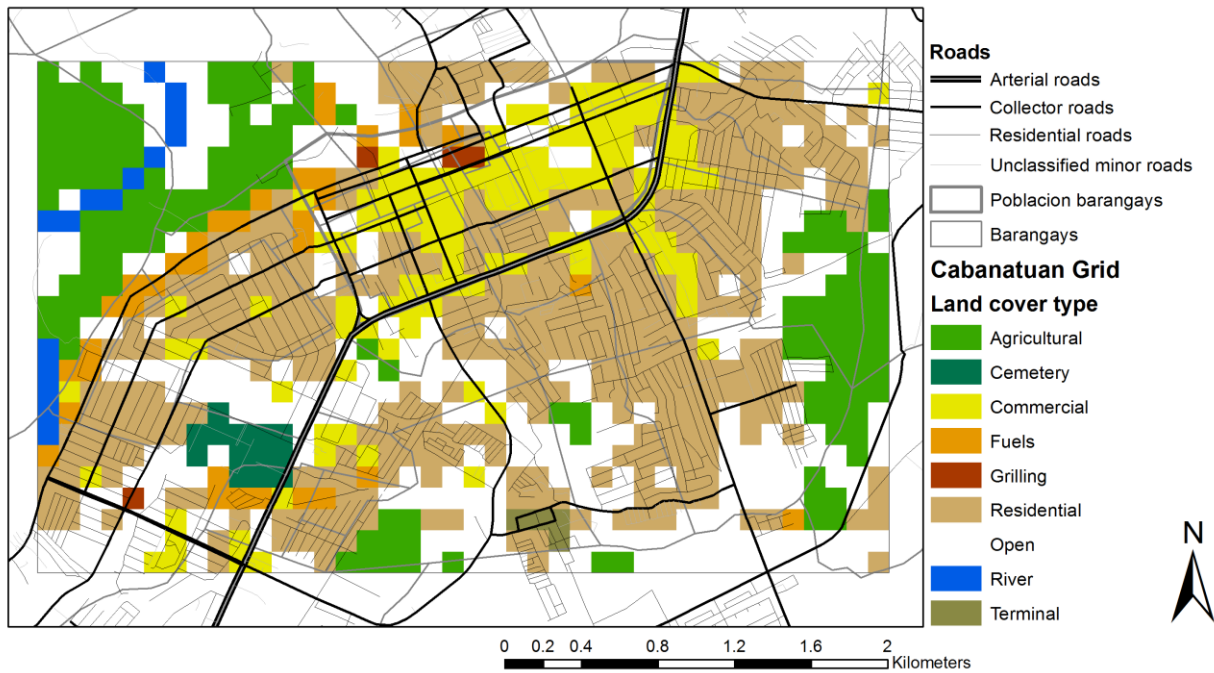 Roads
Arterial roads
Collector roads
Residential roads
Unclassified minor roads
Poblacion barangays
Barangays
Cabanatuan Grid
Land cover type
Agricultural
Cemetery
Commercial
Fuels
Grilling
Residential
Open
River
Terminal
N
0 0.2 0.4 0.8 1.2 1.6 2
Kilometers